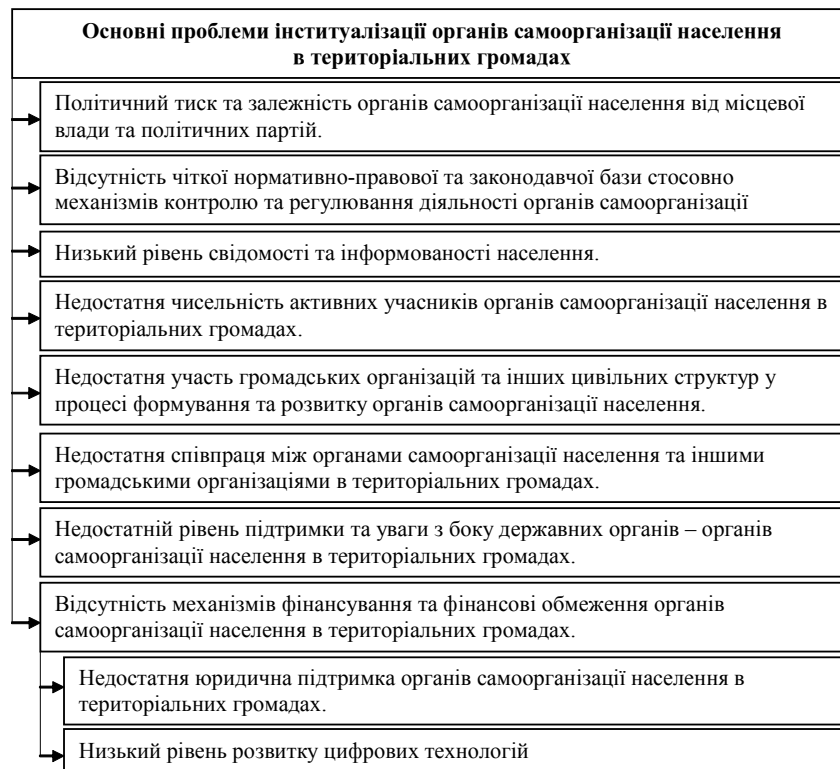 Основні проблеми інституалізації органів самоорганізації населення
в територіальних громадах
Політичний тиск та залежність органів самоорганізації населення від місцевої
влади та політичних партій.
Відсутність чіткої нормативно-правової та законодавчої бази стосовно
механізмів контролю та регулювання діяльності органів самоорганізації
Низький рівень свідомості та інформованості населення.
Недостатня чисельність активних учасників органів самоорганізації населення в
територіальних громадах.
Недостатня участь громадських організацій та інших цивільних структур у
процесі формування та розвитку органів самоорганізації населення.
Недостатня співпраця між органами самоорганізації населення та іншими
громадськими організаціями в територіальних громадах.
Недостатній рівень підтримки та уваги з боку державних органів – органів
самоорганізації населення в територіальних громадах.
Відсутність механізмів фінансування та фінансові обмеження органів
самоорганізації населення в територіальних громадах.
Недостатня юридична підтримка органів самоорганізації населення в
територіальних громадах.
Низький рівень розвитку цифрових технологій